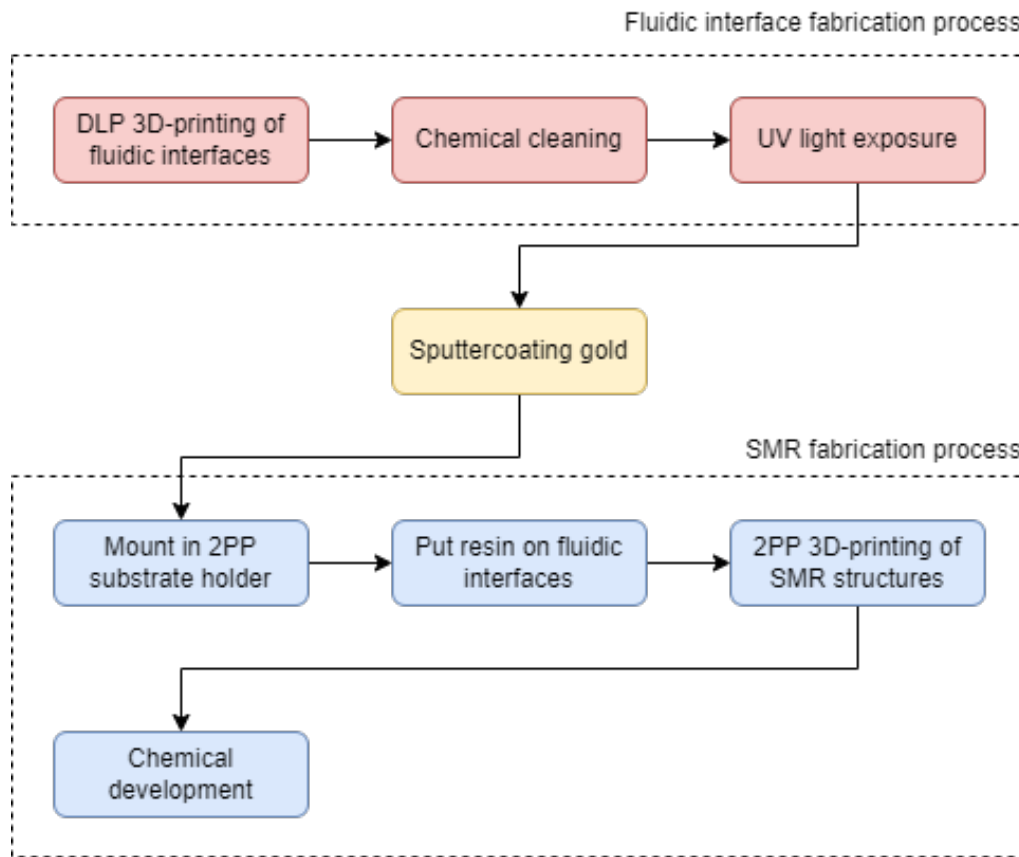 Fluidic interface fabrication process
DLP 3D-printing of
fluidic interfaces
Chemical cleaning
UV light exposure
Sputtercoating gold
SMR fabrication process
Mount in 2PP
substrate holder
Put resin on fluidic
interfaces
2PP 3D-printing of
SMR structures
Chemical
development